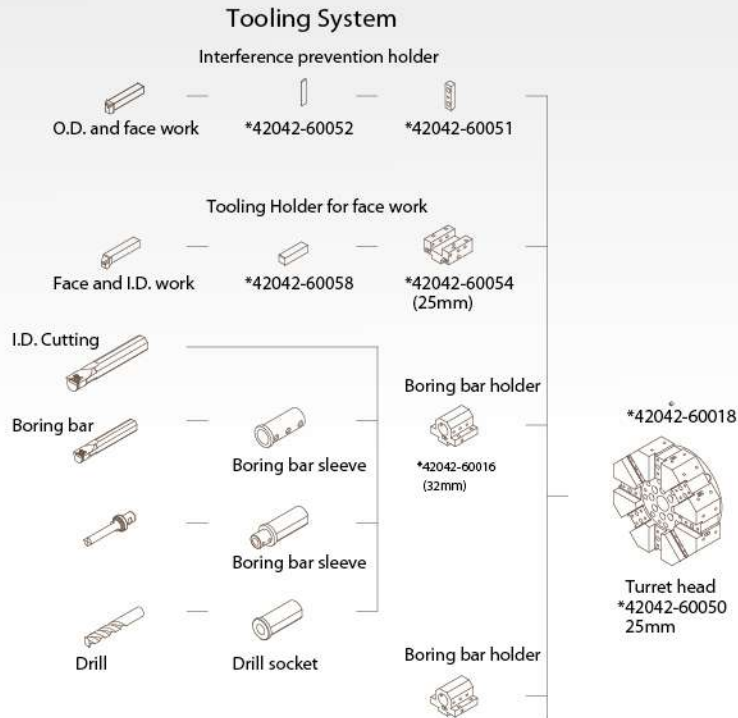 Tooling System
Interference prevention holder
O.D. and face work
*42042-60052
*42042-60051
Tooling Holder for face work
Face and I.D. work
*42042-60058
*42042-60054
(25mm)
I.D. Cutting
Boring bar holder
*42042-60018
Boring bar
Boring bar sleeve
*42042-60016
(32mm)
Boring bar sleeve
Turret head
*42042-60050
25mm
Drill
Drill socket
Boring bar holder